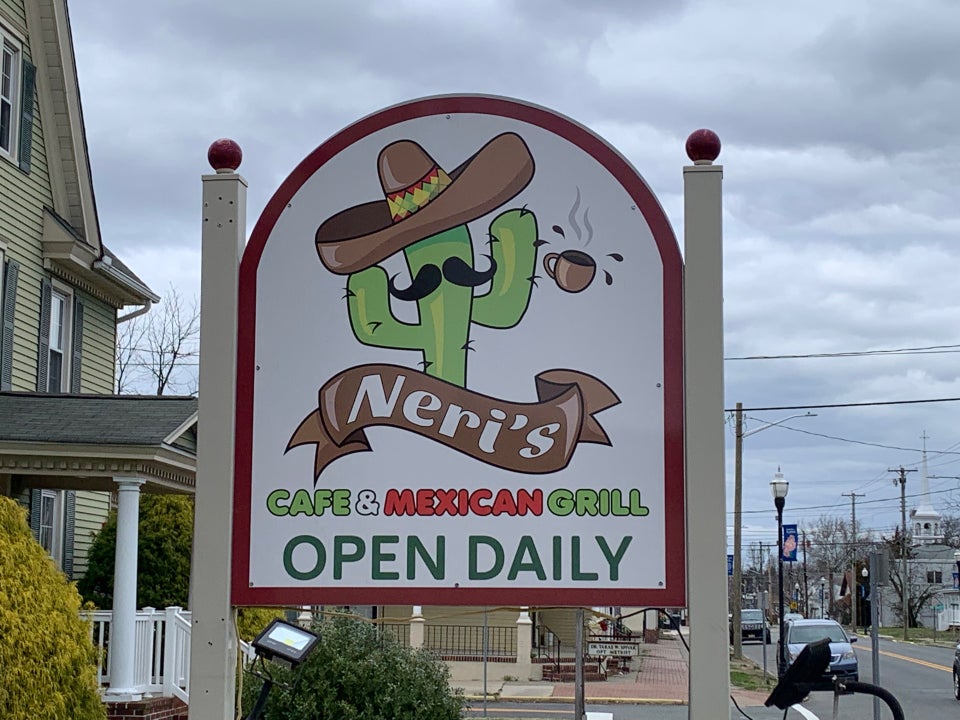 Neri's
CAFE & MEXICAN GRILL
OPEN DAILY